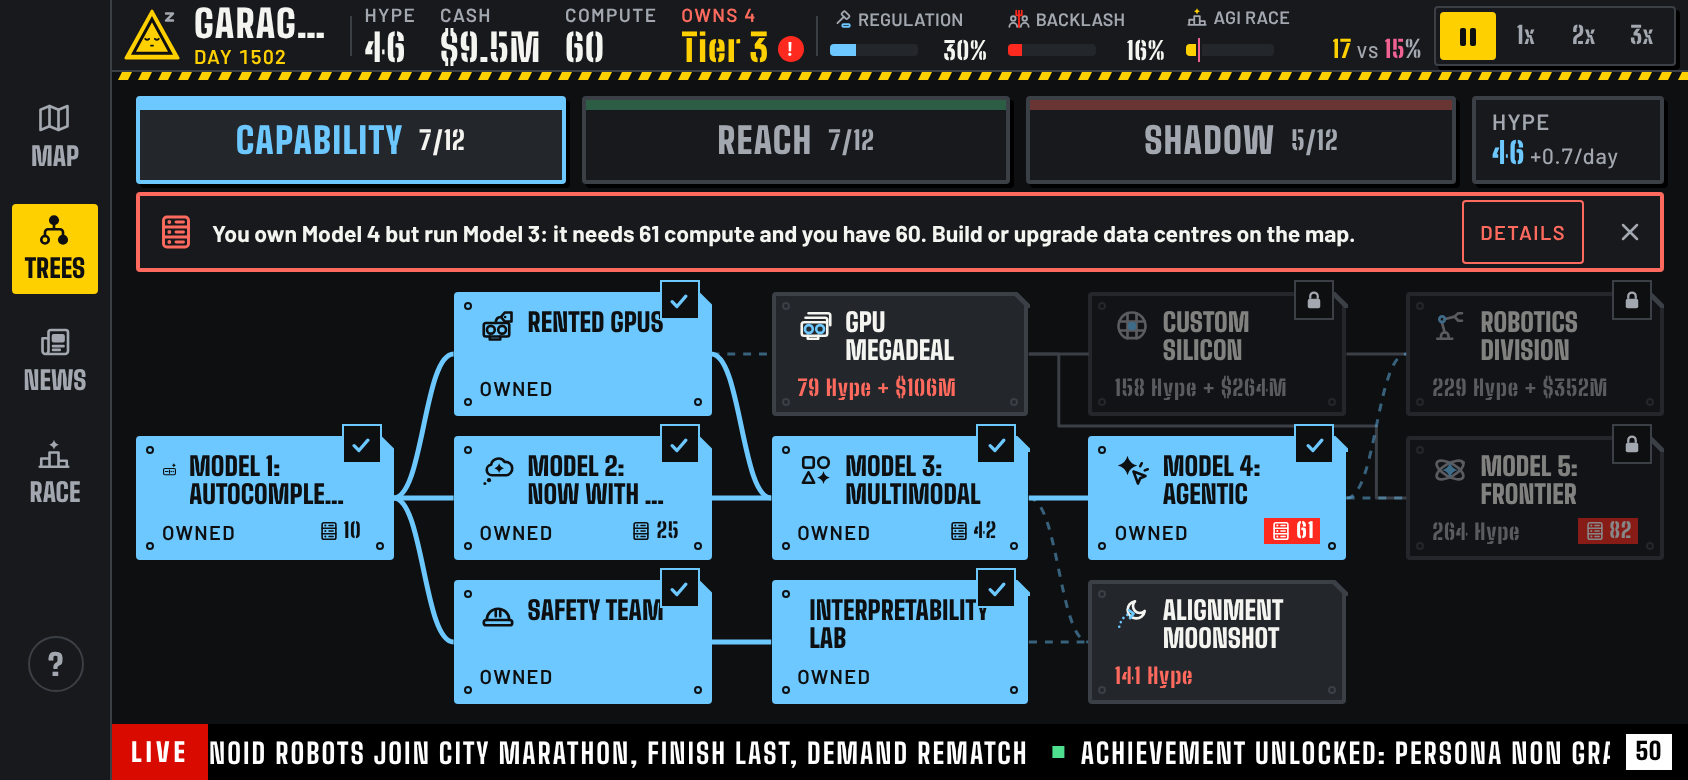 GARAG...
DAY 1502
HYPE
46
CASH
$9.5M
COMPUTE
60
OWNS 4
Tier 3 !
REGULATION
30%
BACKLASH
16%
AGI RACE
17 vs 15%
1x
2x
3x
MAP
TREES
NEWS
RACE
?
CAPABILITY 7/12
REACH 7/12
SHADOW 5/12
HYPE
46 +0.7/day
You own Model 4 but run Model 3: it needs 61 compute and you have 60. Build or upgrade data centres on the map.
DETAILS
RENTED GPUS
OWNED
GPU
MEGADEAL
79 Hype + $106M
CUSTOM
SILICON
158 Hype + $264M
ROBOTICS
DIVISION
229 Hype + $352M
MODEL 1:
AUTOCOMPLE...
OWNED
10
MODEL 2:
NOW WITH ...
OWNED
25
MODEL 3:
MULTIMODAL
OWNED
42
MODEL 4:
AGENTIC
OWNED
61
MODEL 5:
FRONTIER
264 Hype
82
SAFETY TEAM
OWNED
INTERPRETABILITY
LAB
OWNED
ALIGNMENT
MOONSHOT
141 Hype
LIVE
NOID ROBOTS JOIN CITY MARATHON, FINISH LAST, DEMAND REMATCH
ACHIEVEMENT UNLOCKED: PERSONA NON GRA
50